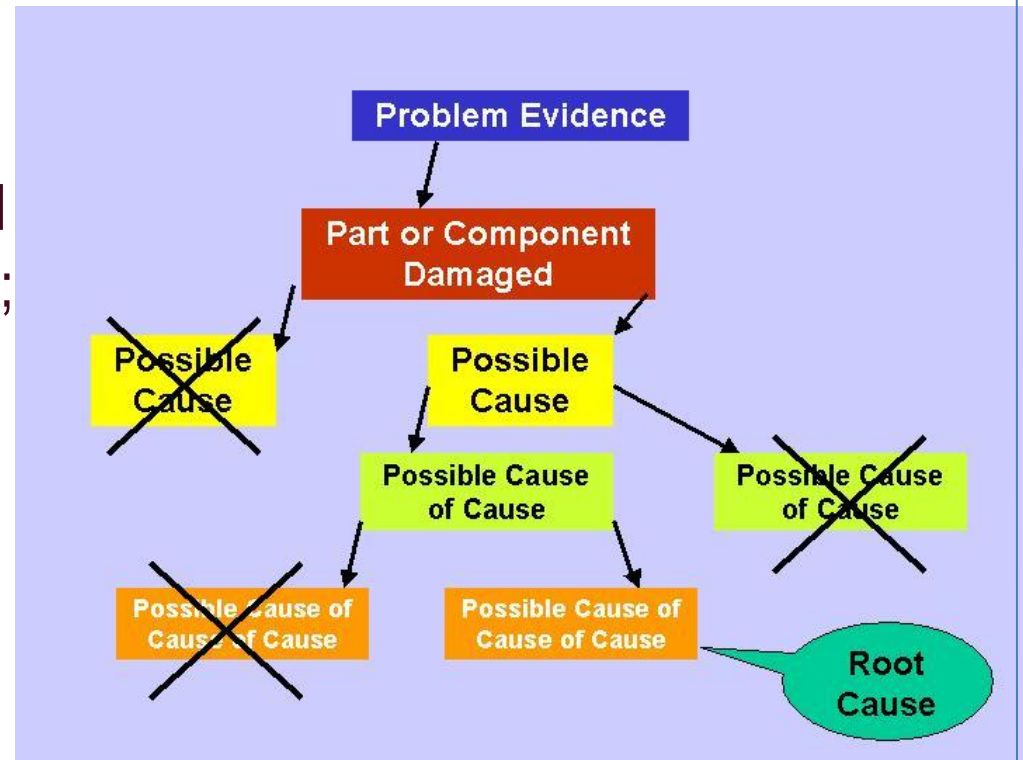 Problem Evidence
Part or Component
Damaged
;
Possible
Cause
Possible
Cause
Possible Cause
of Cause
Possible Cause
of Cause
Possible Cause of
Cause of Cause
Possible Cause of
Cause of Cause
Root
Cause